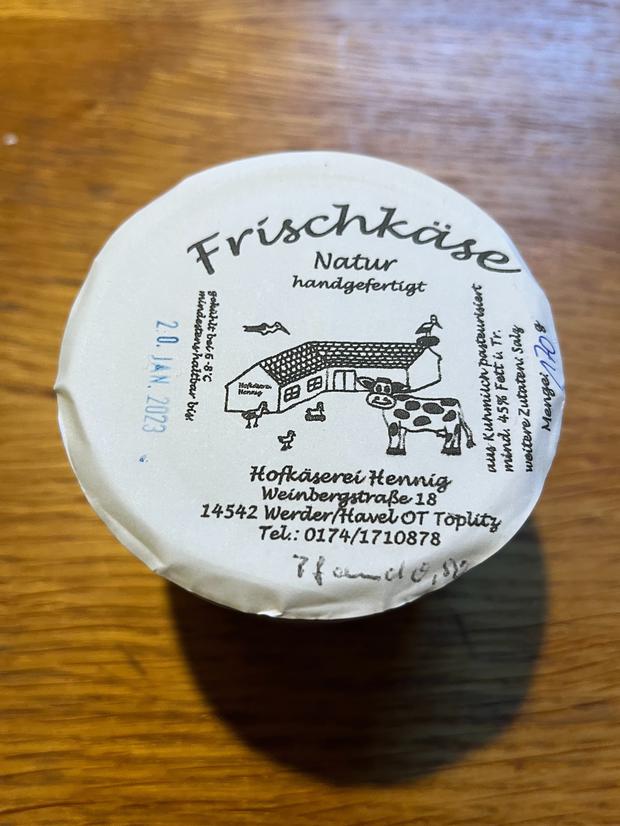 Frischkäse
Natur
handgefertigt
gekühlt bei 6-8°C
mindestens haltbar bis:
20. JAN. 2023
Hofkäserei
Hennig
aus Kuhmilch pasteurisiert
mind. 45% Fett i. Tr.
weitere Zutaten: Salz
Menge: 170 g
Hofkäserei Hennig
Weinbergstraße 18
14542 Werder/Havel OT Töplitz
Tel.: 0174/1710878
Pfand